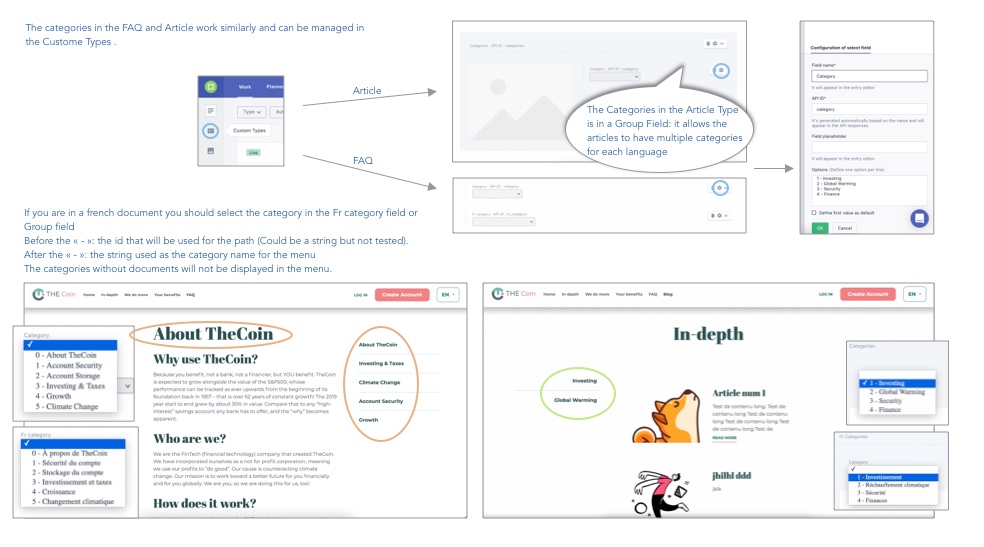 The categories in the FAQ and Article work similarly and can be managed in
the Custome Types .
Work
Planne
Type
Custom Types
Live
Article
FAQ
Categories API ID - categories
Category API ID - category
The Categories in the Article Type
is in a Group Field: it allows the
articles to have multiple categories
for each language
Category API ID - category
Fr category API ID - fr_category
Configuration of select field
Field name*
Category
It will appear in the entry editor
API ID*
category
It's generated automatically based on the name and will
appear in the API responses
Field placeholder
It will appear in the entry editor
Options (Define one option per line)
1 - Investing
2 - Global Warming
3 - Security
4 - Finance
Define first value as default
OK
Cancel
If you are in a french document you should select the category in the Fr category field or
Group field
Before the « - »: the id that will be used for the path (Could be a string but not tested).
After the « - »: the string used as the category name for the menu
The categories without documents will not be displayed in the menu.
THE Coin
Home
In-depth
We do more
Your benefits
FAQ
LOG IN
Create Account
EN
Category
0 - About TheCoin
1 - Account Security
2 - Account Storage
3 - Investing & Taxes
4 - Growth
5 - Climate Change
Fr category
0 - À propos de TheCoin
1 - Sécurité du compte
2 - Stockage du compte
3 - Investissement et taxes
4 - Croissance
5 - Changement climatique
About TheCoin
Why use TheCoin?
Because you benefit, not a bank, not a financier, but YOU benefit. TheCoin
is expected to grow alongside the value of the S&P500, whose
performance can be tracked as ever upwards from the beginning of its
foundation back in 1957 - that is over 62 years of constant growth! The 2019
year start to end grew by about 30% in value. Compare that to any "high-
interest" savings account any bank has to offer, and the "why" becomes
apparent.
Who are we?
We are the FinTech (financial technology) company that created TheCoin.
We have incorporated ourselves as a not for profit corporation, meaning
we use our profits to "do good". Our cause is counteracting climate
change. Our mission is to work toward a better future for you financially
and for you globally. We are you, so we are doing this for us, too!
How does it work?
About TheCoin
Investing & Taxes
Climate Change
Account Security
Growth
THE Coin
Home
In-depth
We do more
Your benefits
FAQ
Blog
LOG IN
Create Account
EN
In-depth
Investing
Global Warming
Article num 1
Test de contenu long. Test de
contenu long Test de contenu long
Test de contenu long Test de
contenu long
READ MORE
jhilhl ddd
Categories
1 - Investing
2 - Global Warming
3 - Security
4 - Finance
Fr Categories
Category
1 - Investissement
2 - Réchauffement climatique
3 - Sécurité
4 - Finances